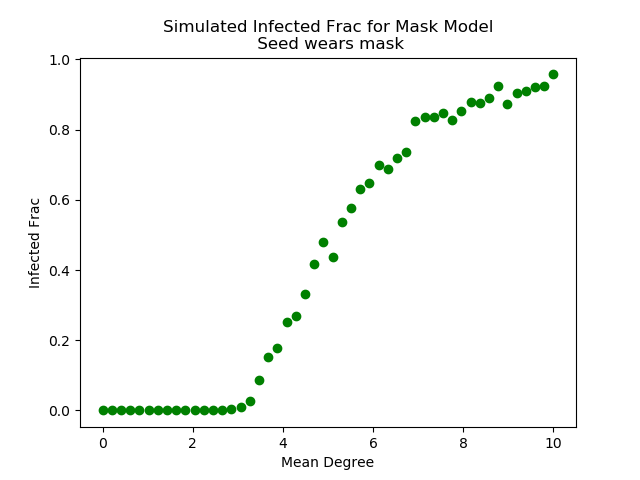 Simulated Infected Frac for Mask Model
Seed wears mask
1.0
0.8
0.6
0.4
0.2
0.0
Infected Frac
0 2 4 6 8 10
Mean Degree